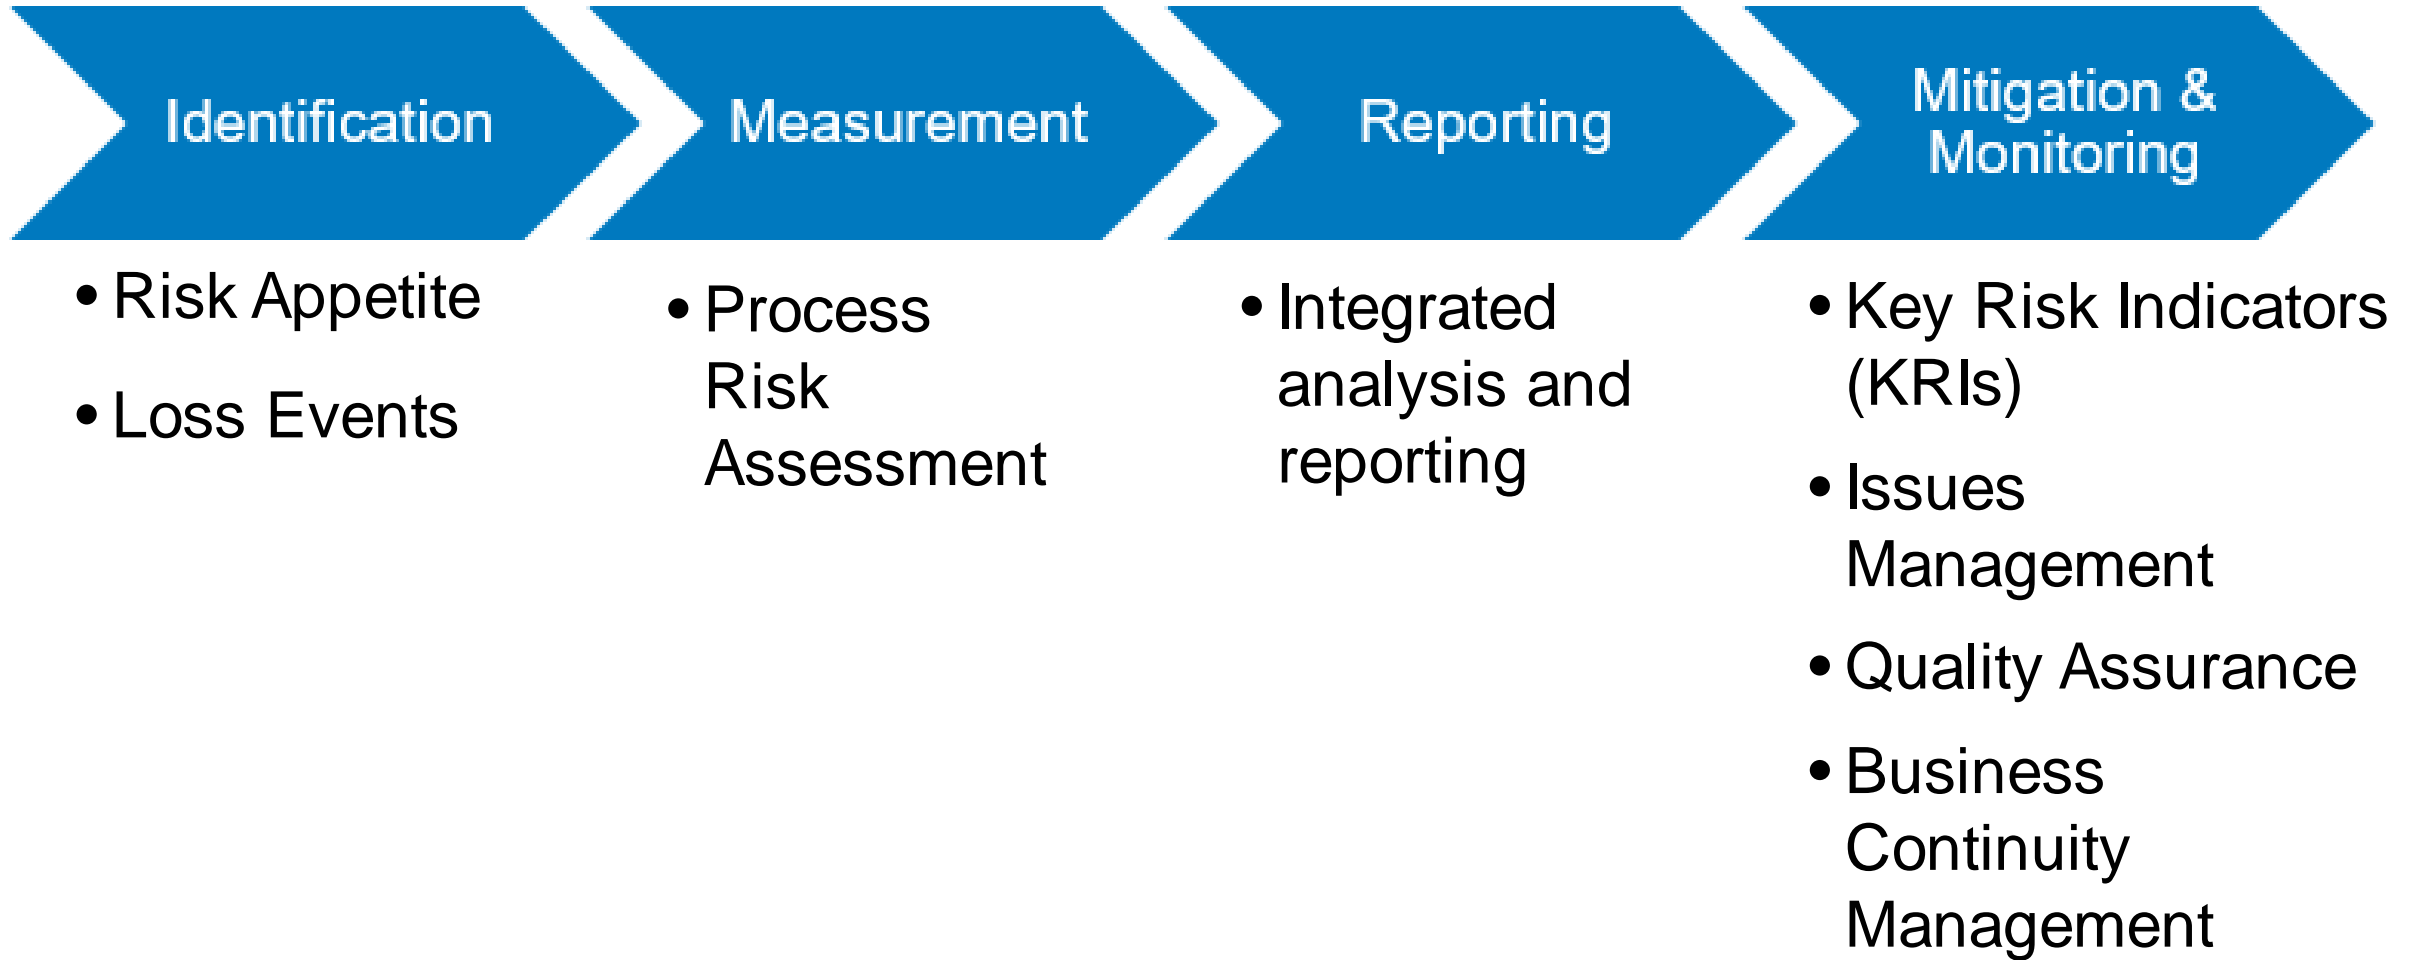 Identification
Measurement
Reporting
Mitigation &
Monitoring
• Risk Appetite
• Loss Events
• Process
Risk
Assessment
• Integrated
analysis and
reporting
• Key Risk Indicators
(KRIs)
• Issues
Management
• Quality Assurance
• Business
Continuity
Management